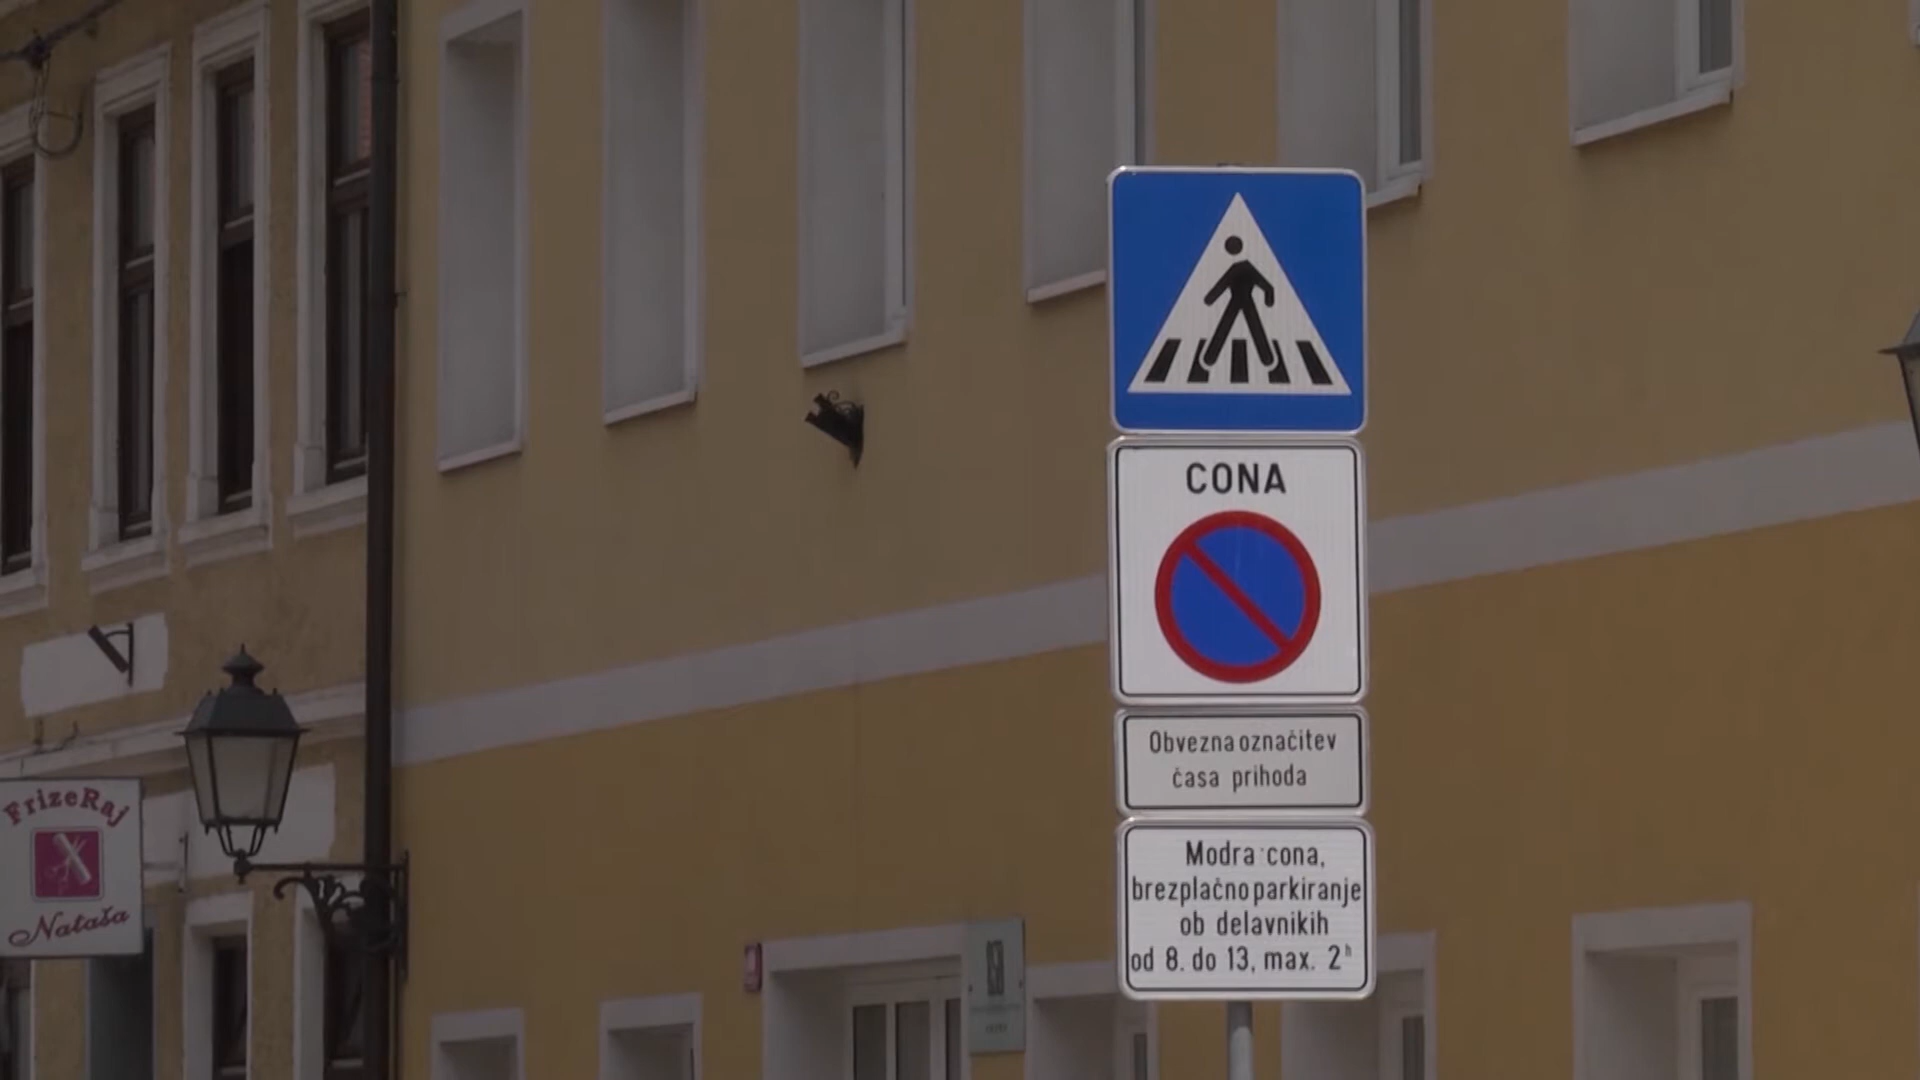 CONA
Obvezna označitev
časa prihoda
Modra cona,
brezplačno parkiranje
ob delavnikih
od 8. do 13, max. 2h
FrizeRaj
Nataša